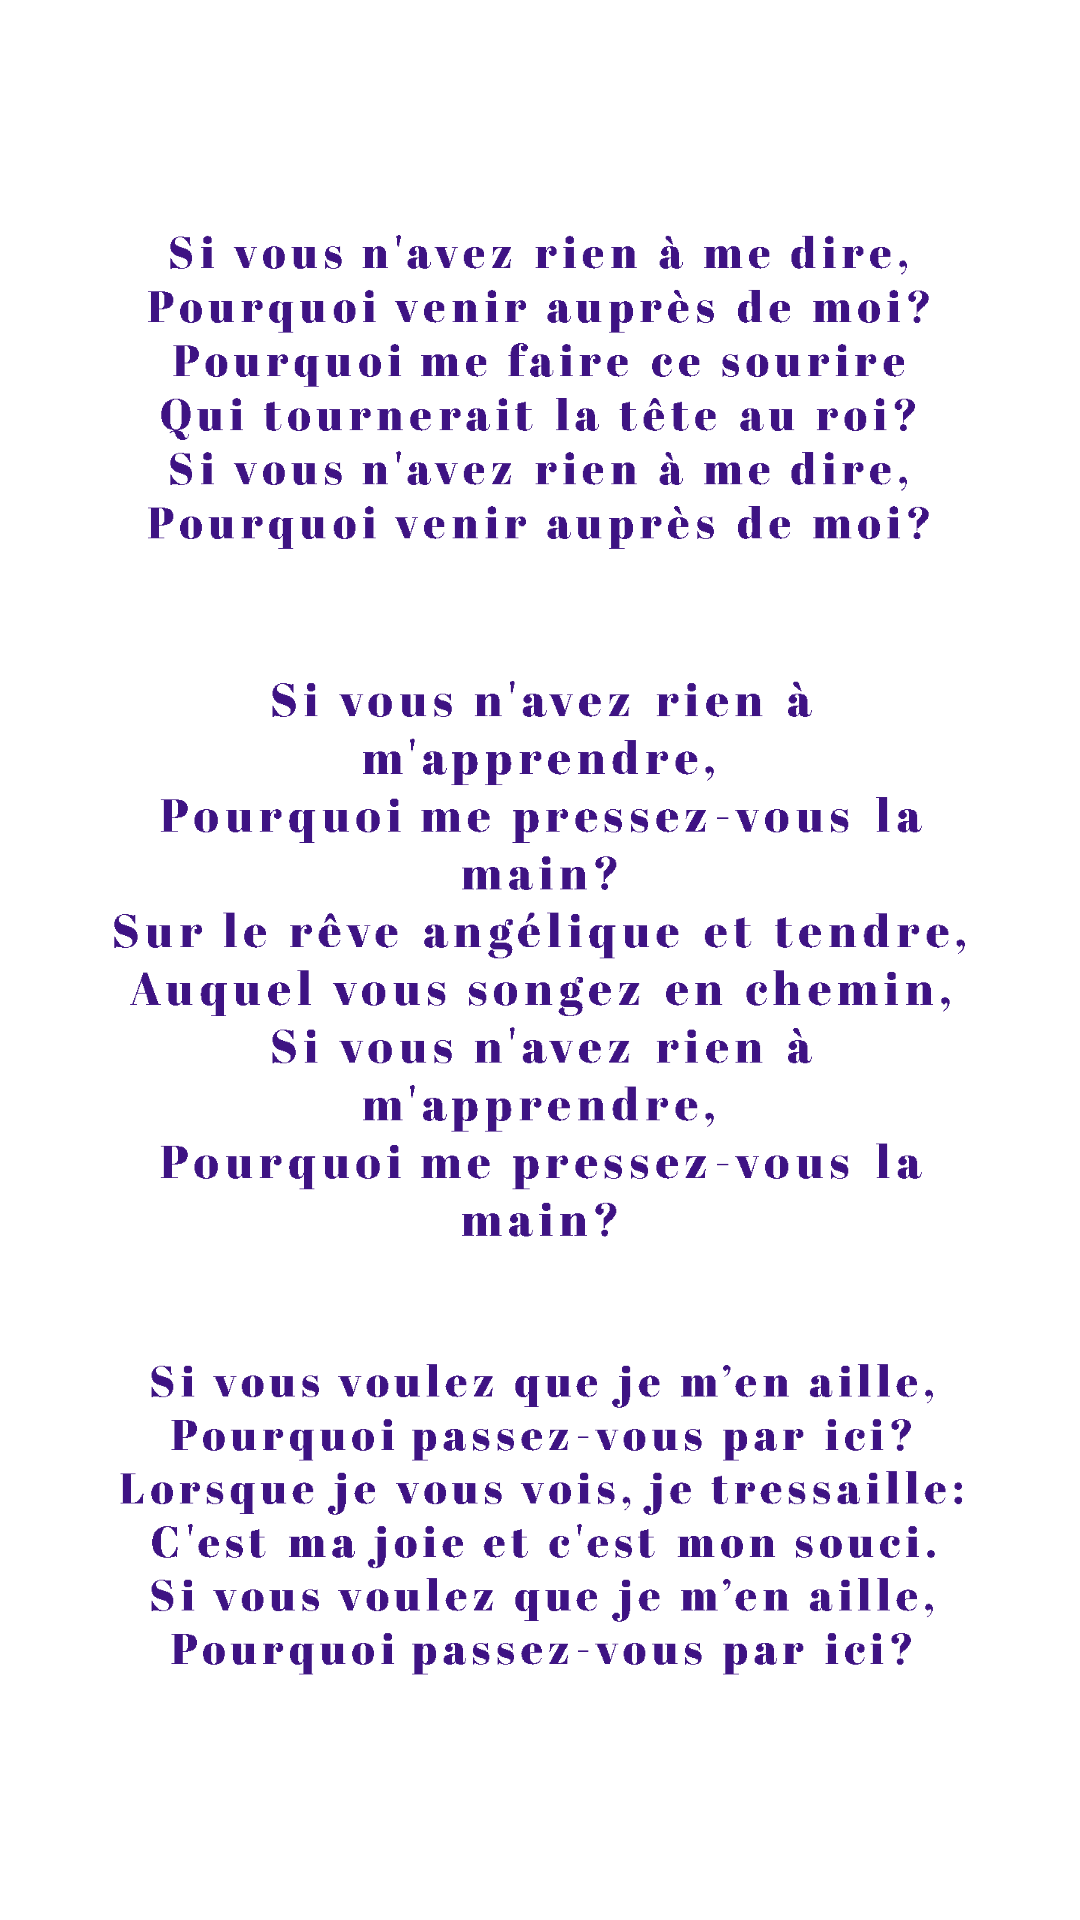 Si vous n'avez rien à me dire,
Pourquoi venir auprès de moi?
Pourquoi me faire ce sourire
Qui tournerait la tête au roi?
Si vous n'avez rien à me dire,
Pourquoi venir auprès de moi?
Si vous n'avez rien à
m'apprendre,
Pourquoi me pressez-vous la
main?
Sur le rêve angélique et tendre,
Auquel vous songez en chemin,
Si vous n'avez rien à
m'apprendre,
Pourquoi me pressez-vous la
main?
Si vous voulez que je m’en aille,
Pourquoi passez-vous par ici?
Lorsque je vous vois, je tressaille:
C'est ma joie et c'est mon souci.
Si vous voulez que je m’en aille,
Pourquoi passez-vous par ici?